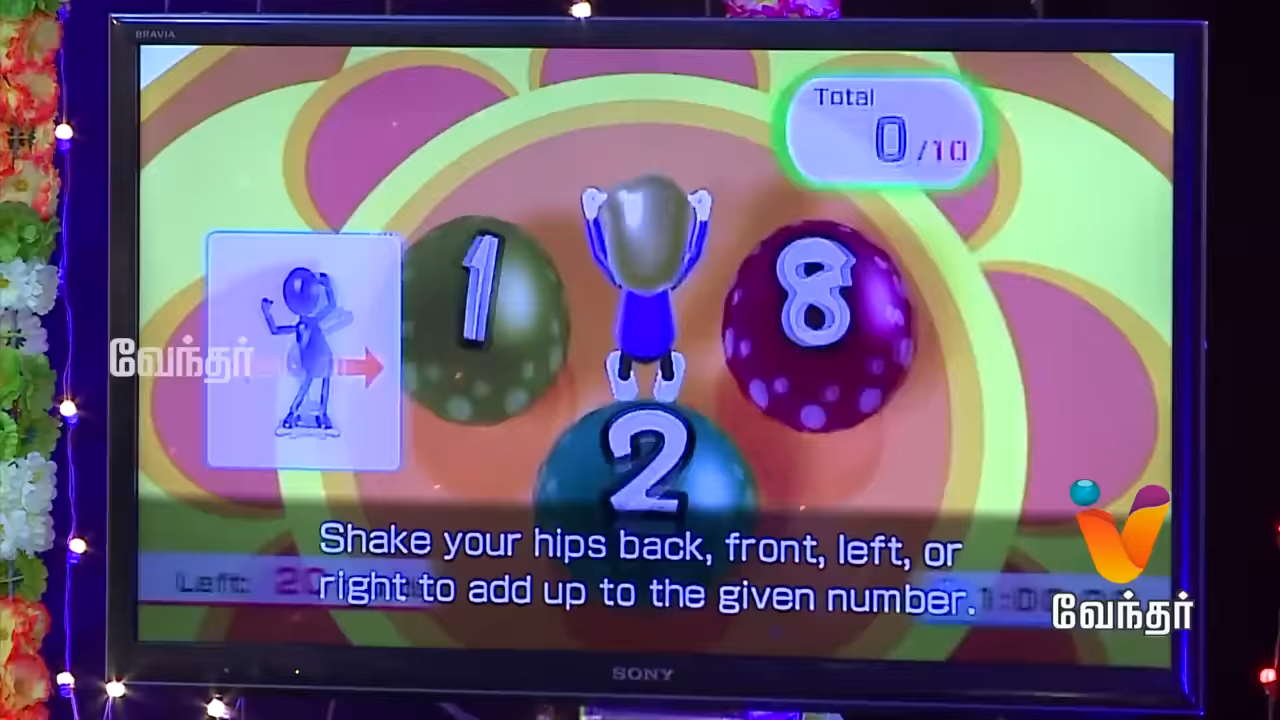 BRAVIA
Total
0/10
1
8
2
வேந்தர்
Shake your hips back, front, left, or
right to add up to the given number.
Left: 20
வேந்தர்
SONY